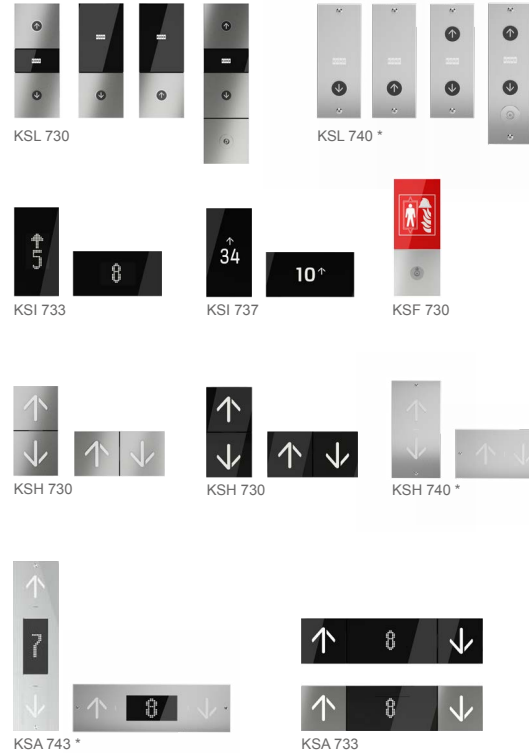 KSL 730
KSL 740 *
5
8
34
10
KSI 733
KSI 737
KSF 730
KSH 730
KSH 730
KSH 740 *
7
8
8
8
KSA 743 *
KSA 733